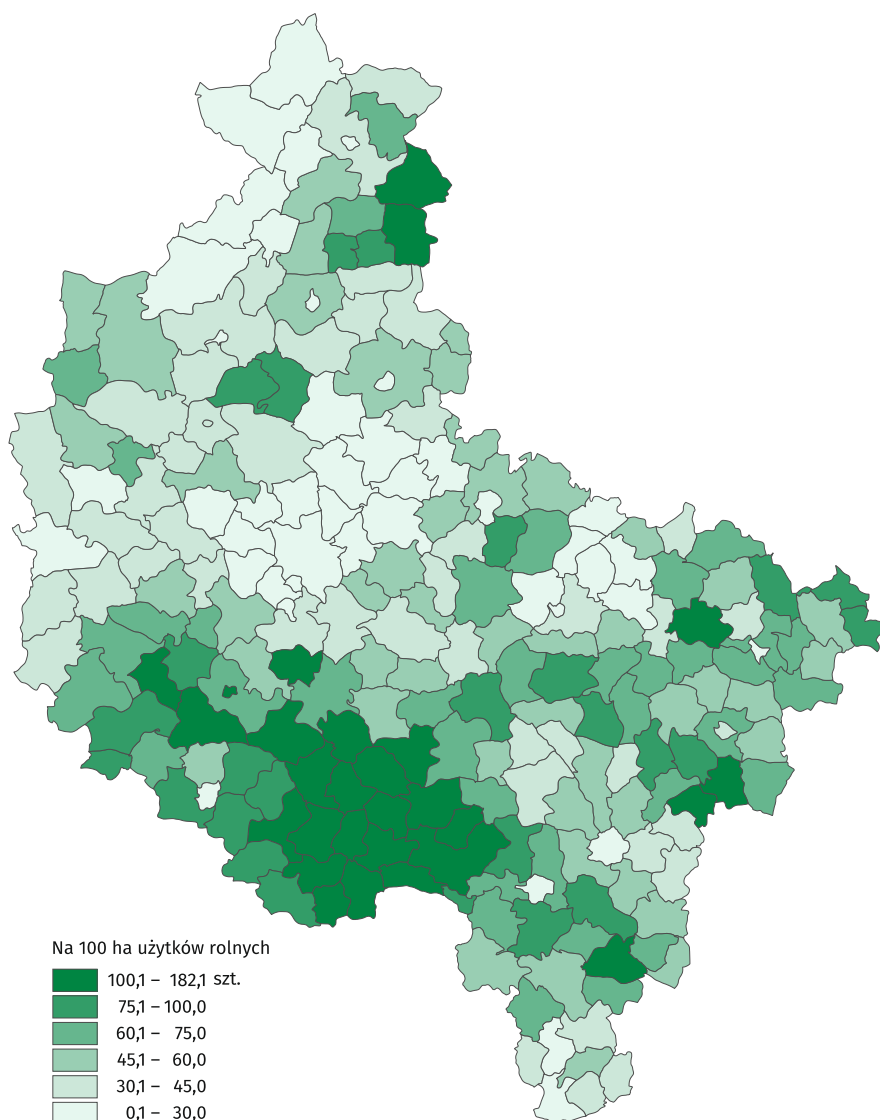 Na 100 ha użytków rolnych
100,1 – 182,1 szt.
75,1 – 100,0
60,1 – 75,0
45,1 – 60,0
30,1 – 45,0
0,1 – 30,0